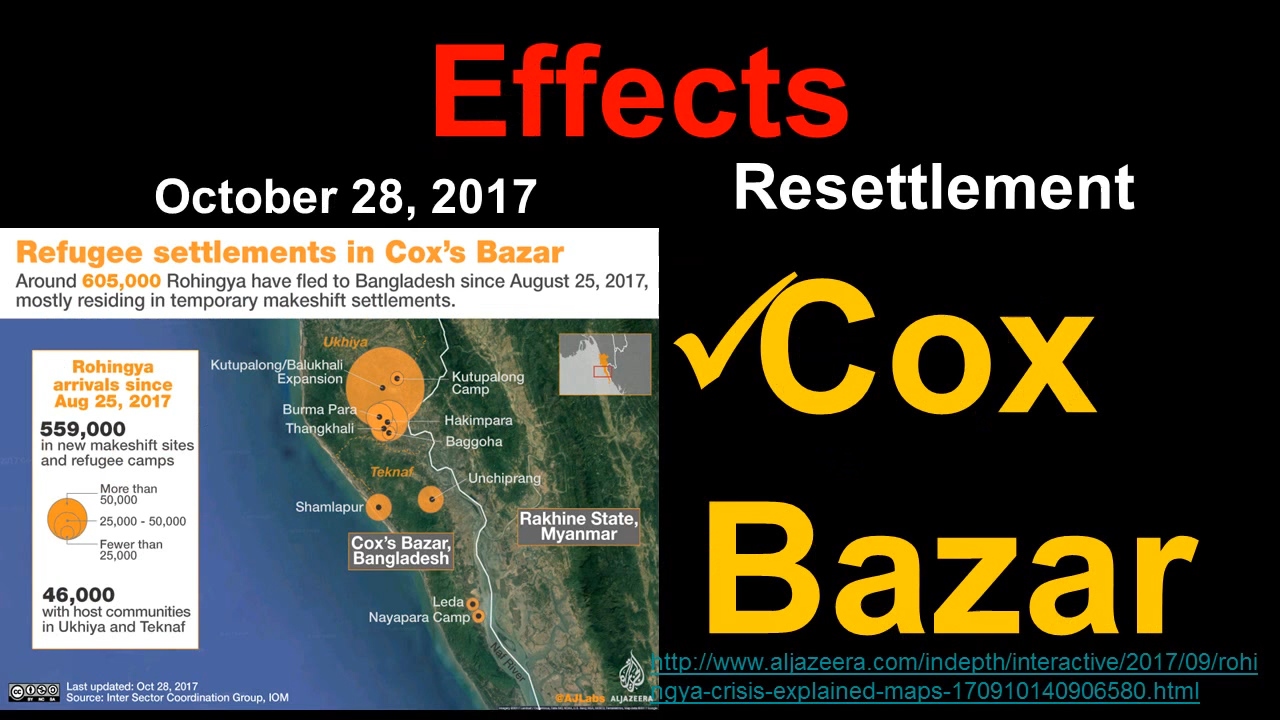 Effects
October 28, 2017
Resettlement
Refugee settlements in Cox's Bazar
Around 605,000 Rohingya have fled to Bangladesh since August 25, 2017,
mostly residing in temporary makeshift settlements.
Rohingya
arrivals since
Aug 25, 2017
559,000
in new makeshift sites
and refugee camps
More than
50,000
25,000 - 50,000
Fewer than
25,000
46,000
with host communities
in Ukhiya and Teknaf
Ukhiya
Kutupalong/Balukhali
Expansion
Kutupalong
Camp
Burma Para
Hakimpara
Thangkhali
Baggoha
Teknaf
Unchiprang
Shamlapur
Rakhine State,
Myanmar
Cox's Bazar,
Bangladesh
Leda
Nayapara Camp
Naf River
Last updated: Oct 28, 2017
Source: Inter Sector Coordination Group, IOM
@AJLabs
ALJAZEERA
✓Cox
Bazar
http://www.aljazeera.com/indepth/interactive/2017/09/rohi
ngya-crisis-explained-maps-170910140906580.html